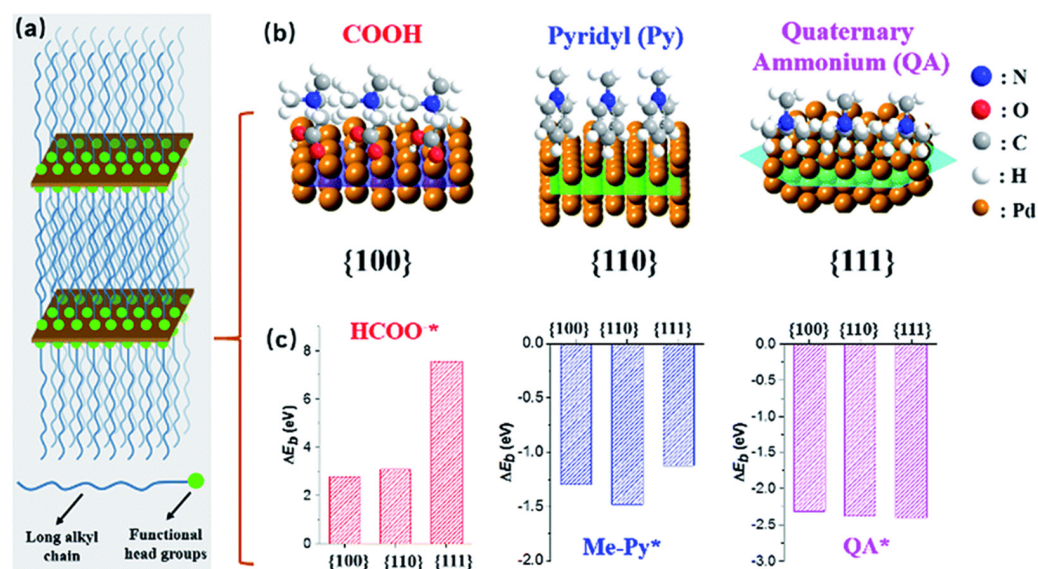 (a)
Long alkyl
chain
Functional
head groups
(b)
COOH
Pyridyl (Py)
Quaternary
Ammonium (QA)
: N
: O
: C
: H
: Pd
{100}
{110}
{111}
(c)
HCOO*
8
6
4
2
0
ΔEb (eV)
{100} {110} {111}
{100} {110} {111}
0.0
-0.5
-1.0
-1.5
-2.0
ΔEb (eV)
Me-Py*
{100} {110} {111}
0.0
-0.5
-1.0
-1.5
-2.0
-2.5
-3.0
ΔEb (eV)
QA*